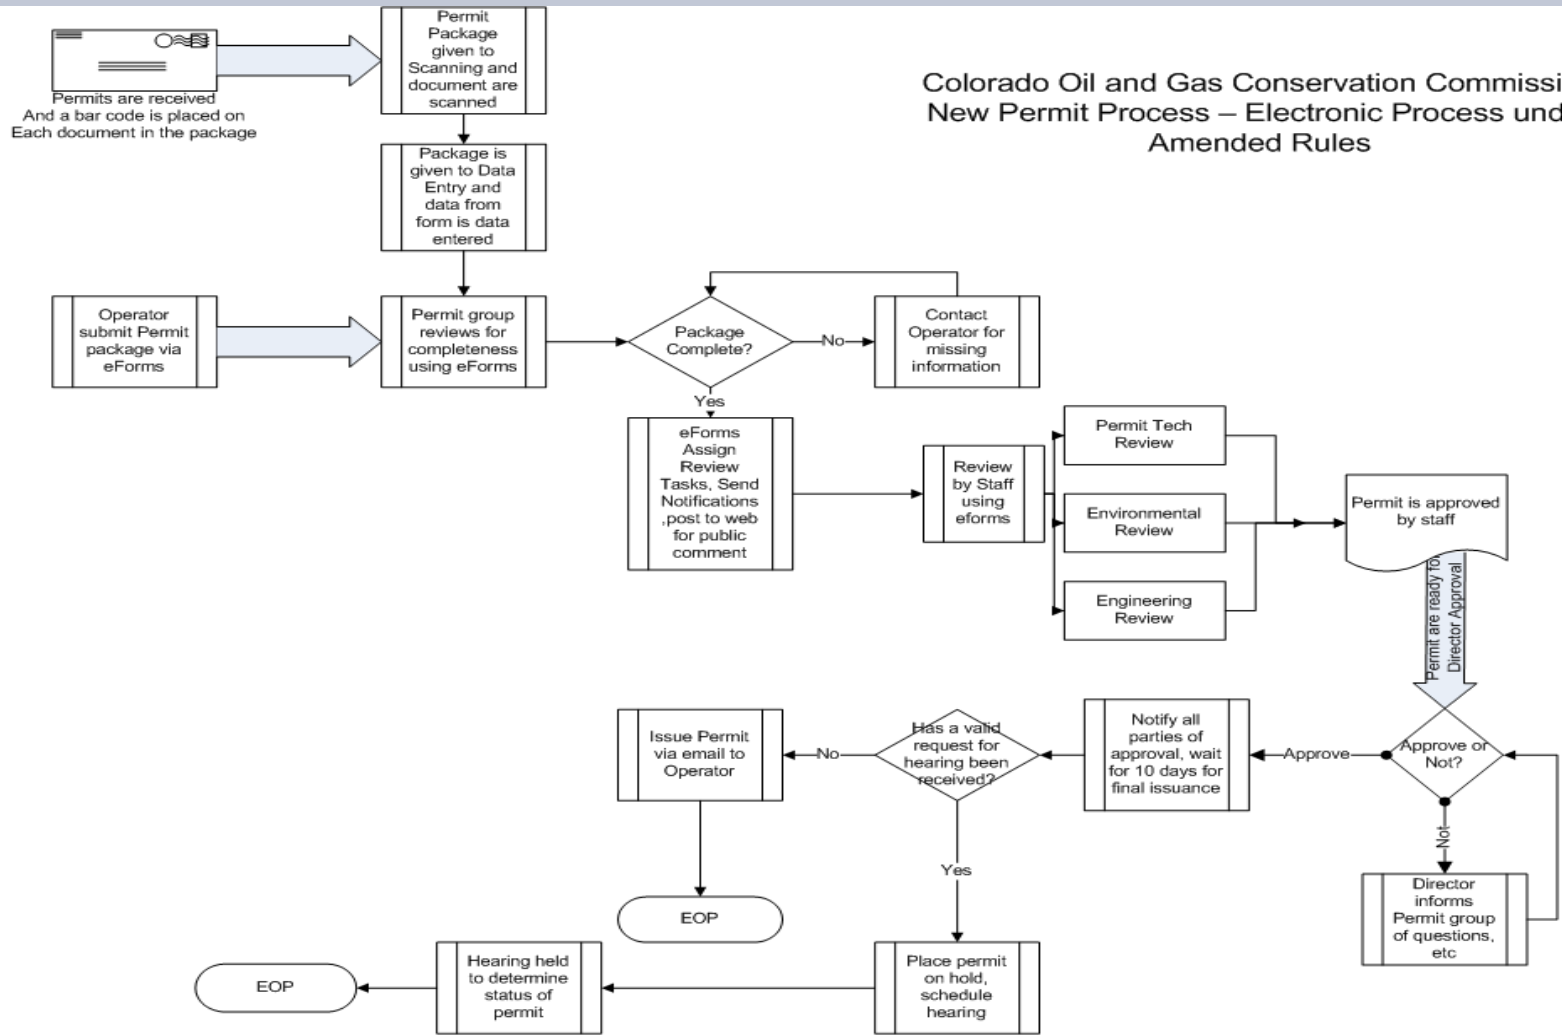 Colorado Oil and Gas Conservation Commissi
New Permit Process – Electronic Process und
Amended Rules
Permits are received
And a bar code is placed on
Each document in the package
Permit
Package
given to
Scanning and
document are
scanned
Package is
given to Data
Entry and
data from
form is data
entered
Operator
submit Permit
package via
eForms
Permit group
reviews for
completeness
using eForms
Package
Complete?
No
Contact
Operator for
missing
information
Yes
eForms
Assign
Review
Tasks, Send
Notifications
,post to web
for public
comment
Review
by Staff
using
eforms
Permit Tech
Review
Environmental
Review
Engineering
Review
Permit is approved
by staff
Permit are ready for
Director Approval
Approve or
Not?
Approve
Not
Director
informs
Permit group
of questions,
etc
Notify all
parties of
approval, wait
for 10 days for
final issuance
Has a valid
request for
hearing been
received?
No
Issue Permit
via email to
Operator
EOP
Yes
Place permit
on hold,
schedule
hearing
Hearing held
to determine
status of
permit
EOP